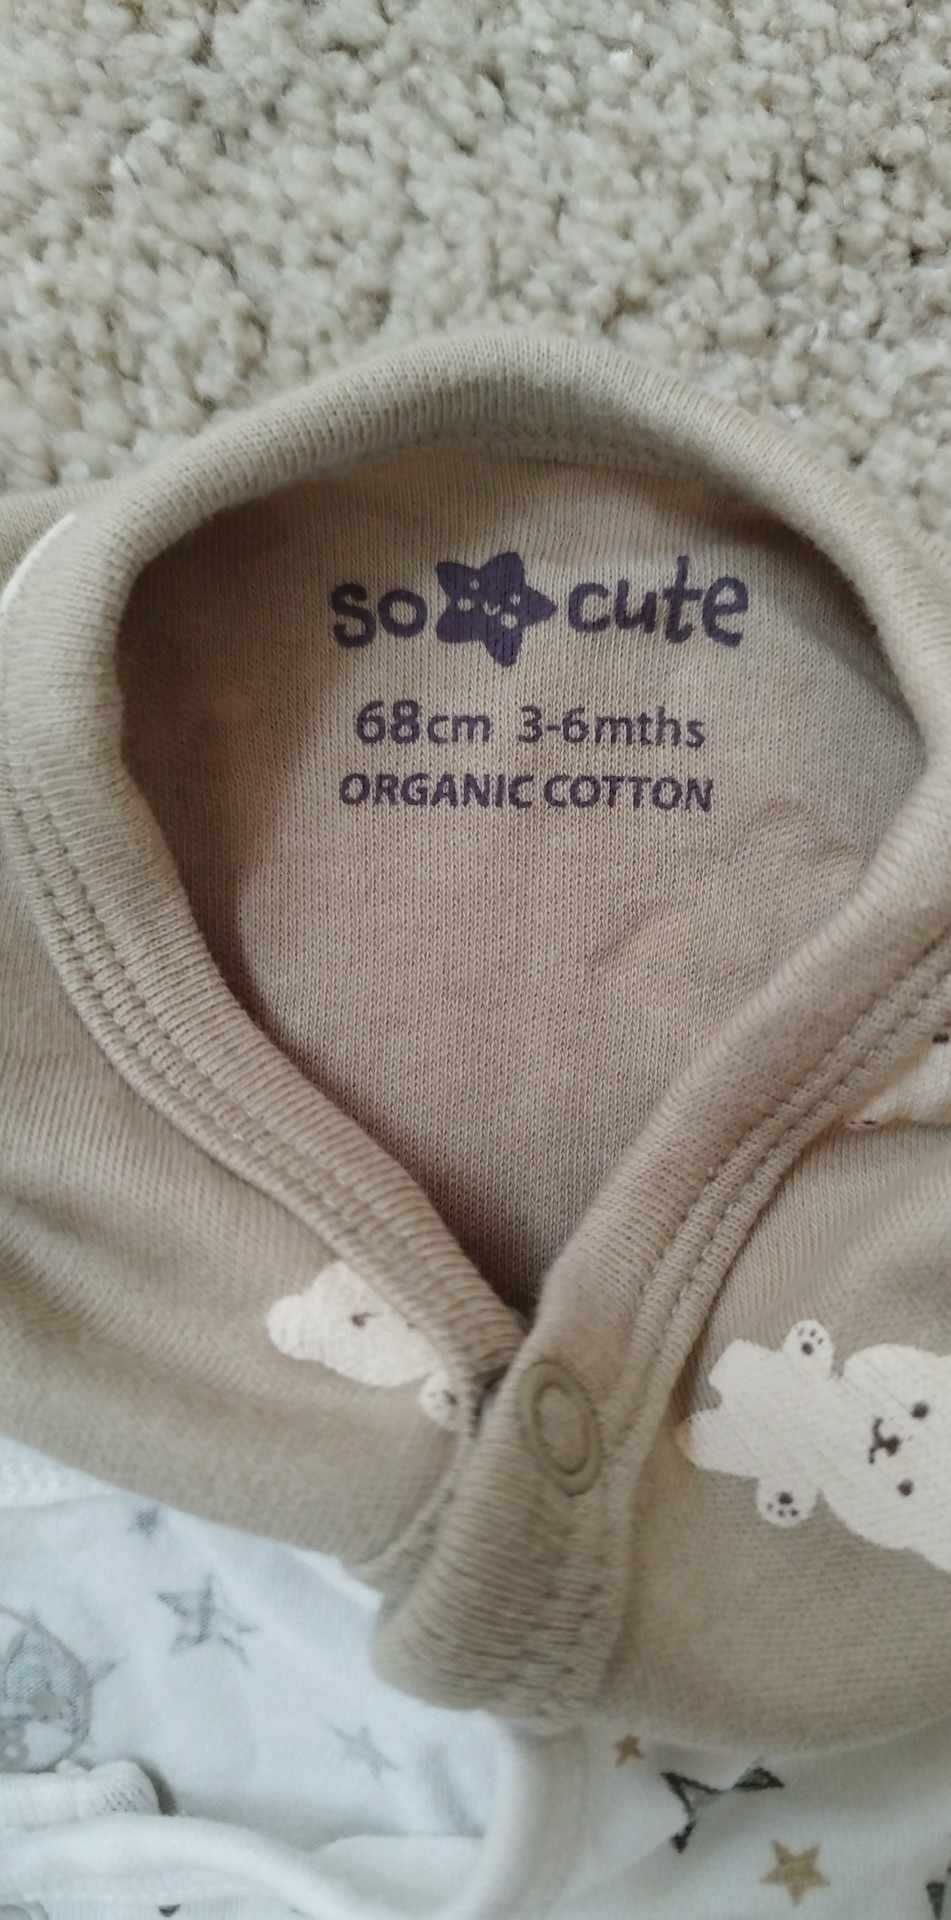 so cute
68cm 3-6mths
ORGANIC COTTON